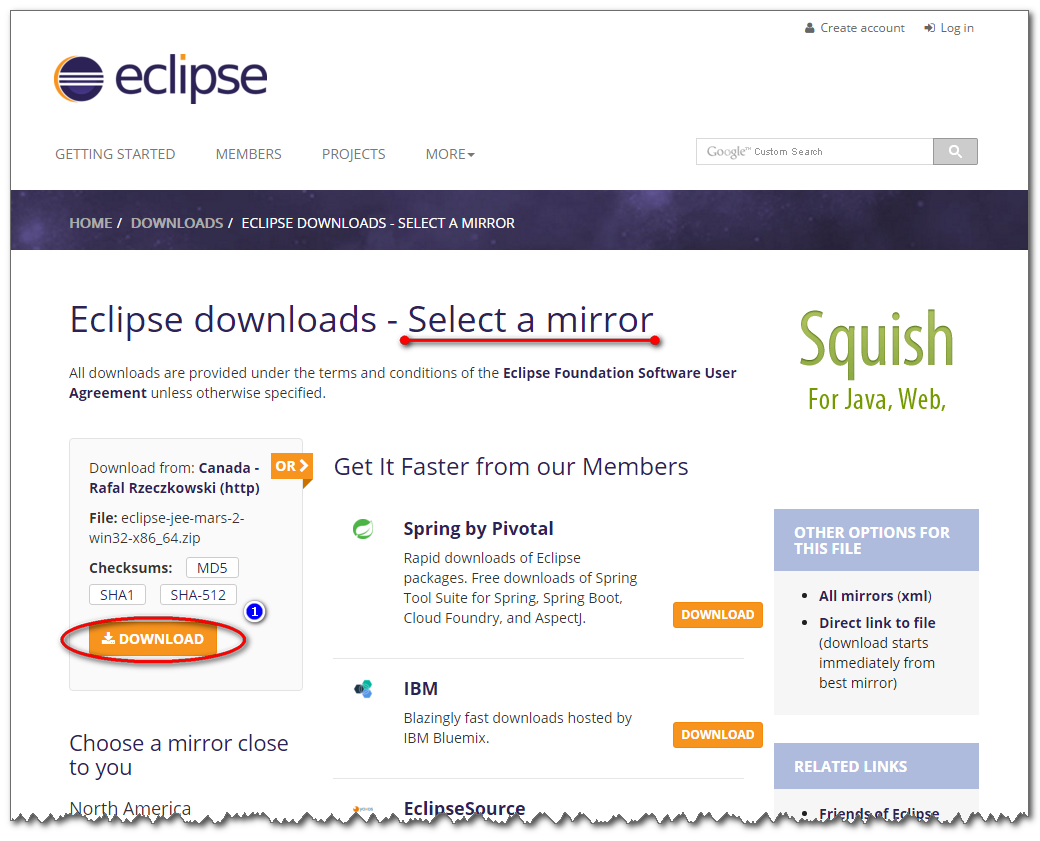 Create account Log in
eclipse
GETTING STARTED MEMBERS PROJECTS MORE
Google™ Custom Search
HOME / DOWNLOADS / ECLIPSE DOWNLOADS - SELECT A MIRROR
Eclipse downloads - Select a mirror
All downloads are provided under the terms and conditions of the Eclipse Foundation Software User
Agreement unless otherwise specified.
Squish
For Java, Web,
Download from: Canada -
Rafal Rzeczkowski (http)
OR
File: eclipse-jee-mars-2-
win32-x86_64.zip
Checksums: MD5
SHA1 SHA-512
1
DOWNLOAD
Choose a mirror close
to you
North America
Get It Faster from our Members
Spring by Pivotal
Rapid downloads of Eclipse
packages. Free downloads of Spring
Tool Suite for Spring, Spring Boot,
Cloud Foundry, and AspectJ.
DOWNLOAD
IBM
Blazingly fast downloads hosted by
IBM Bluemix.
DOWNLOAD
EclipseSource
OTHER OPTIONS FOR
THIS FILE
All mirrors (xml)
Direct link to file
(download starts
immediately from
best mirror)
RELATED LINKS
Friends of Eclipse